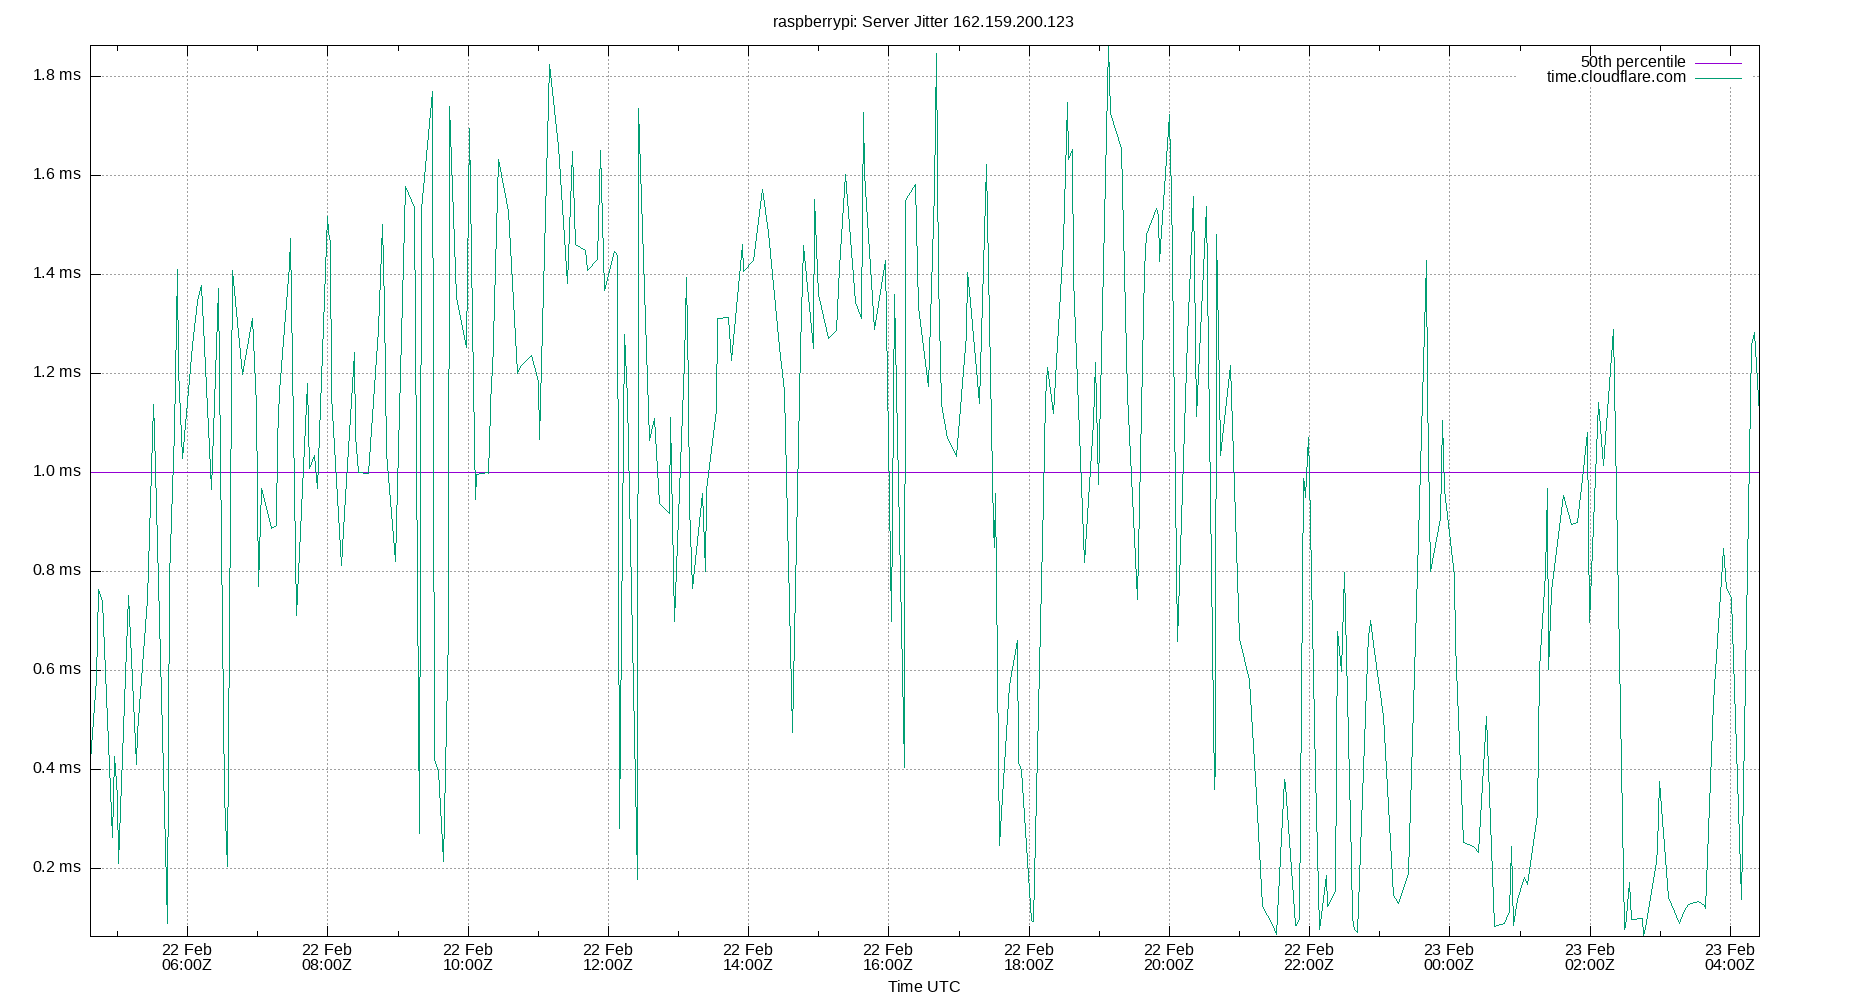 raspberrypi: Server Jitter 162.159.200.123
50th percentile
time.cloudflare.com
1.8 ms
1.6 ms
1.4 ms
1.2 ms
1.0 ms
0.8 ms
0.6 ms
0.4 ms
0.2 ms
22 Feb 22 Feb 22 Feb 22 Feb 22 Feb 22 Feb 22 Feb 22 Feb 22 Feb 23 Feb 23 Feb 23 Feb
06:00Z 08:00Z 10:00Z 12:00Z 14:00Z 16:00Z 18:00Z 20:00Z 22:00Z 00:00Z 02:00Z 04:00Z
Time UTC